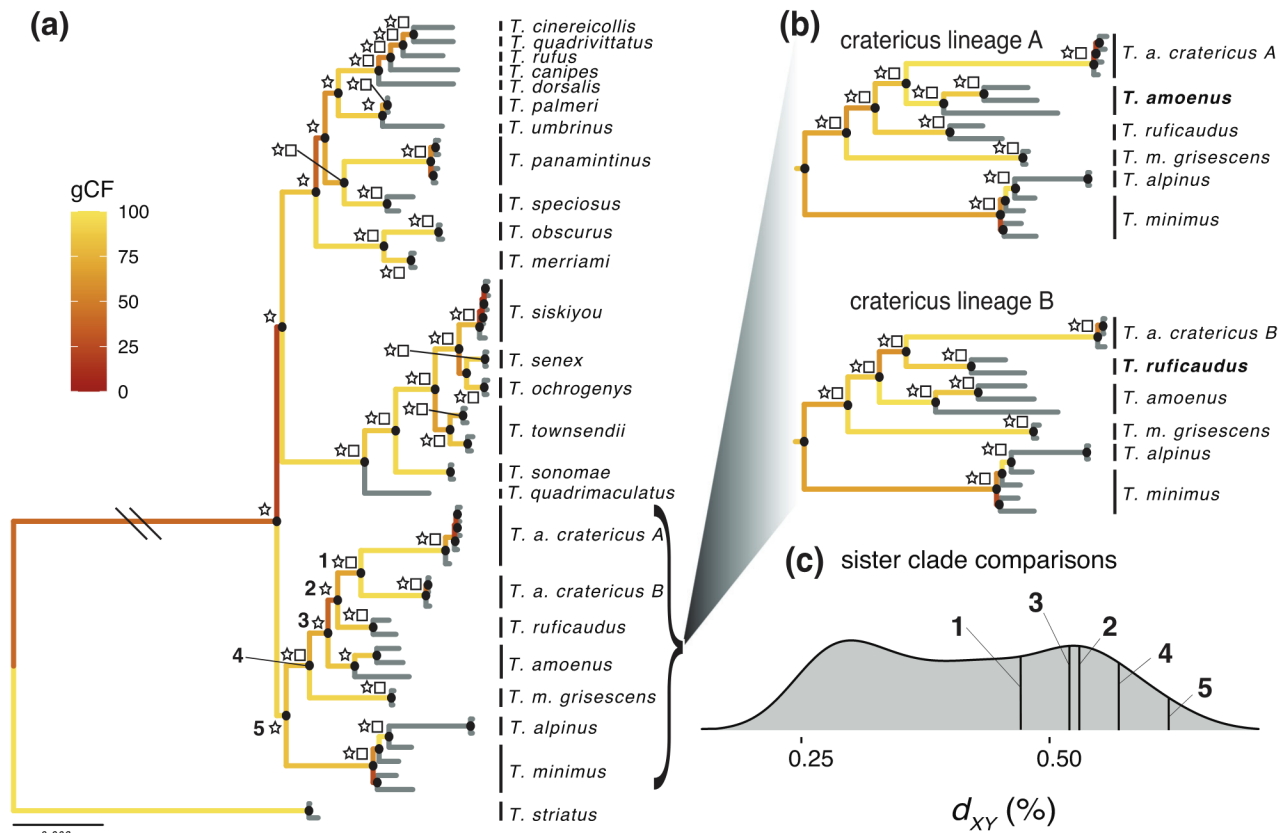 (a)
gCF
100
75
50
25
0
T. cinereicollis
T. quadrivittatus
T. rufus
T. canipes
T. dorsalis
T. palmeri
T. umbrinus
T. panamintinus
T. speciosus
T. obscurus
T. merriami
T. siskiyou
T. senex
T. ochrogenys
T. townsendii
T. sonomae
T. quadrimaculatus
T. a. cratericus A
T. a. cratericus B
T. ruficaudus
T. amoenus
T. m. grisescens
T. alpinus
T. minimus
T. striatus
1
2
3
4
5
(b)
cratericus lineage A
T. a. cratericus A
T. amoenus
T. ruficaudus
T. m. grisescens
T. alpinus
T. minimus
cratericus lineage B
T. a. cratericus B
T. ruficaudus
T. amoenus
T. m. grisescens
T. alpinus
T. minimus
(c) sister clade comparisons
1
3
2
4
5
0.25
0.50
dXY (%)